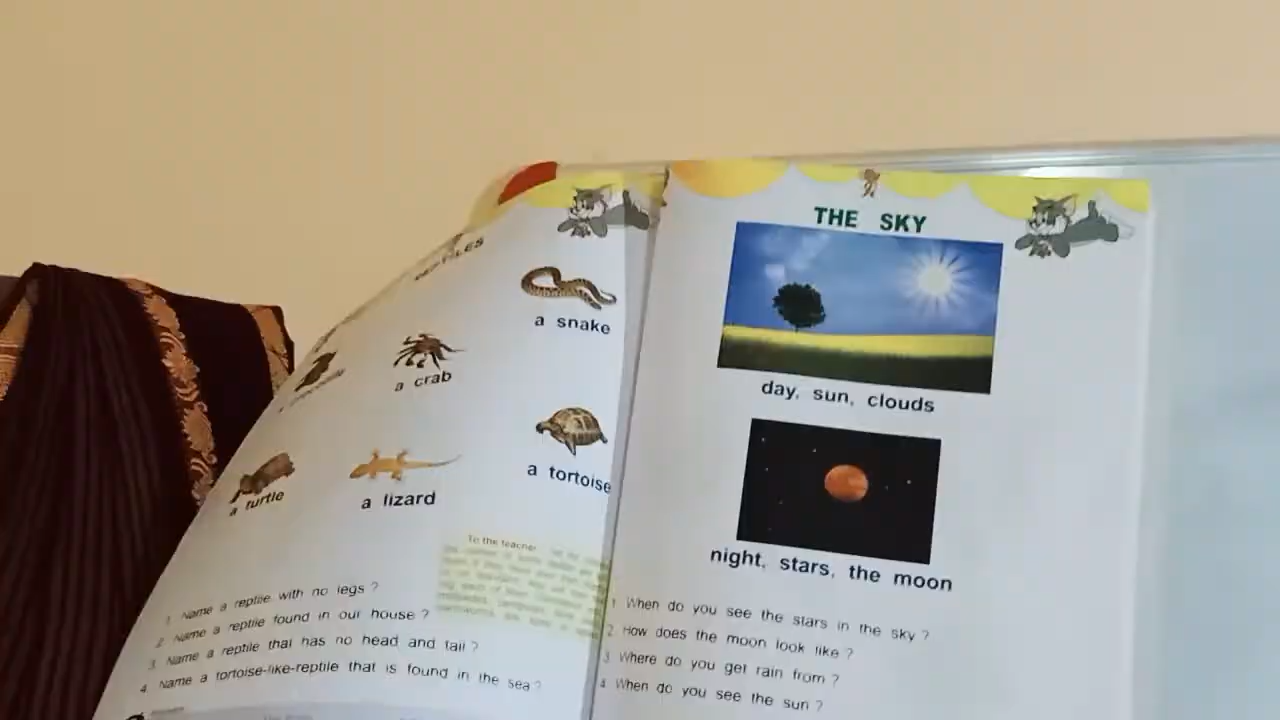 REPTILES
a snake
a crab
a tortoise
a turtle
a lizard
To the teacher
1. Name a reptile with no legs ?
2. Name a reptile found in our house ?
3. Name a reptile that has no head and tail ?
4. Name a tortoise-like-reptile that is found in the sea ?
THE SKY
day, sun, clouds
night, stars, the moon
1 When do you see the stars in the sky ?
2. How does the moon look like ?
3 Where do you get rain from ?
4 When do you see the sun ?